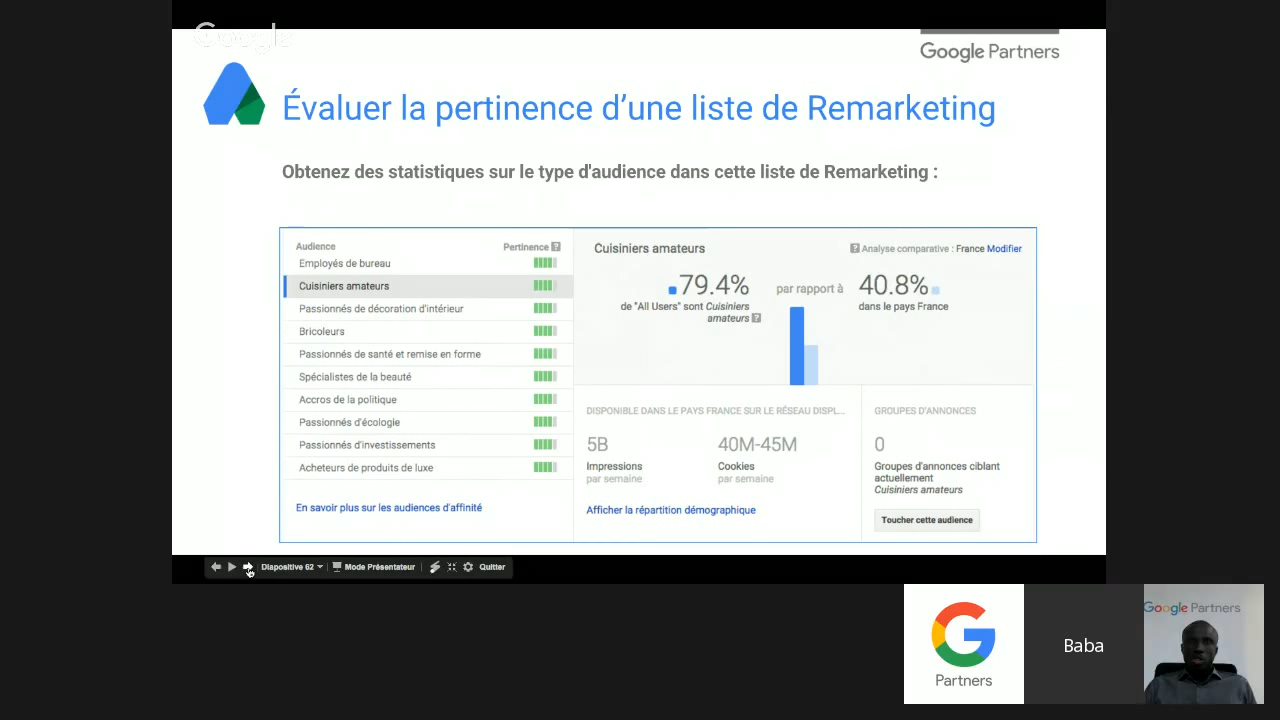 Google
Google Partners
Évaluer la pertinence d’une liste de Remarketing
Obtenez des statistiques sur le type d'audience dans cette liste de Remarketing :
Audience
Pertinence ?
Employés de bureau
Cuisiniers amateurs
Passionnés de décoration d'intérieur
Bricoleurs
Passionnés de santé et remise en forme
Spécialistes de la beauté
Accros de la politique
Passionnés d'écologie
Passionnés d'investissements
Acheteurs de produits de luxe
En savoir plus sur les audiences d'affinité
Cuisiniers amateurs
? Analyse comparative : France Modifier
79.4%
de "All Users" sont Cuisiniers
amateurs ?
par rapport à
40.8%
dans le pays France
DISPONIBLE DANS LE PAYS FRANCE SUR LE RÉSEAU DISPL...
5B
Impressions
par semaine
40M-45M
Cookies
par semaine
Afficher la répartition démographique
GROUPES D'ANNONCES
0
Groupes d'annonces ciblant
actuellement
Cuisiniers amateurs
Toucher cette audience
Diapositive 62
Mode Présentateur
Quitter
Partners
Baba
Google Partners